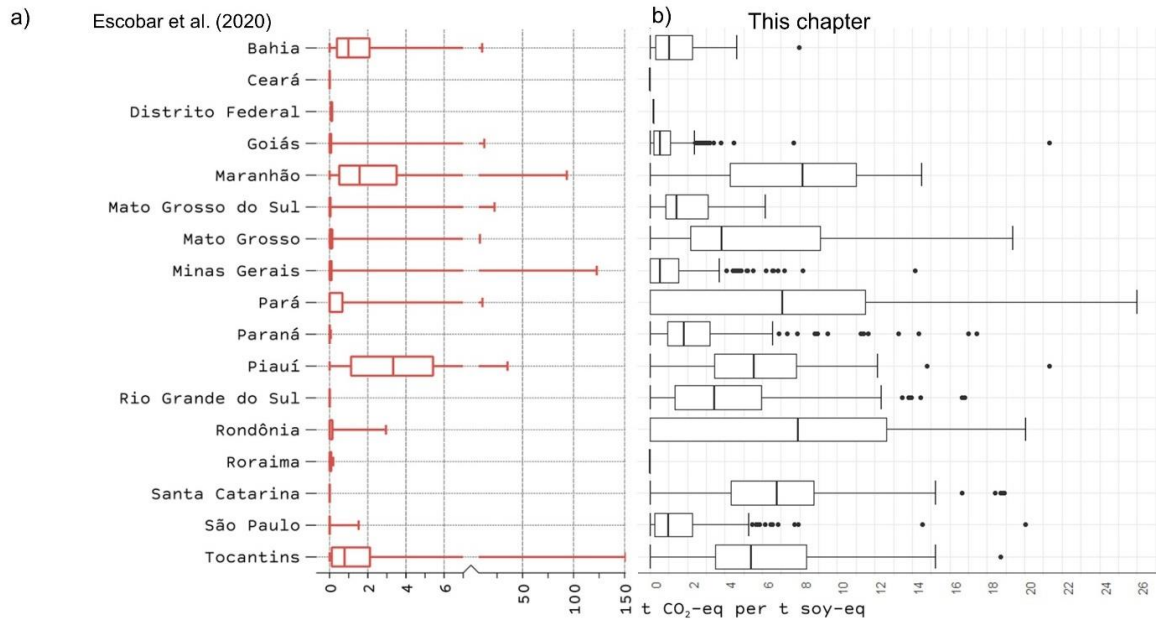 a)
Escobar et al. (2020)
b)
This chapter
Bahia
Ceará
Distrito Federal
Goiás
Maranhão
Mato Grosso do Sul
Mato Grosso
Minas Gerais
Pará
Paraná
Piauí
Rio Grande do Sul
Rondônia
Roraima
Santa Catarina
São Paulo
Tocantins
0 2 4 6 50 100 150
0 2 4 6 8 10 12 14 16 18 20 22 24 26
t CO₂-eq per t soy-eq